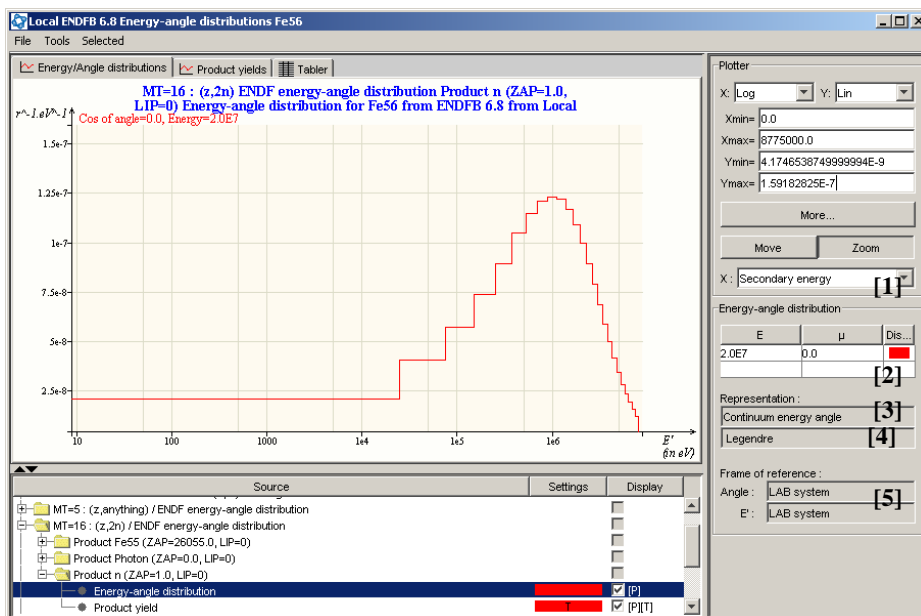 Local ENDFB 6.8 Energy-angle distributions Fe56
File Tools Selected
Energy/Angle distributions Product yields Tabler
MT=16 : (z,2n) ENDF energy-angle distribution Product n (ZAP=1.0,
LIP=0) Energy-angle distribution for Fe56 from ENDFB 6.8 from Local
r^-1.eV^-1
Cos of angle=0.0, Energy=2.0E7
1.5e-7
1.25e-7
1e-7
7.5e-8
5e-8
2.5e-8
10 100 1000 1e4 1e5 1e6
E'
(in eV)
Source Settings Display
MT=5 : (z,anything) / ENDF energy-angle distribution
MT=16 : (z,2n) / ENDF energy-angle distribution
Product Fe55 (ZAP=26055.0, LIP=0)
Product Photon (ZAP=0.0, LIP=0)
Product n (ZAP=1.0, LIP=0)
Energy-angle distribution [P]
Product yield T [P][T]
Plotter
X: Log Y: Lin
Xmin= 0.0
Xmax= 8775000.0
Ymin= 4.1746538749999994E-9
Ymax= 1.59182825E-7
More...
Move Zoom
X : Secondary energy
[1]
Energy-angle distribution
E μ Dis...
2.0E7 0.0
[2]
Representation :
Continuum energy angle [3]
Legendre [4]
Frame of reference :
Angle : LAB system [5]
E' : LAB system